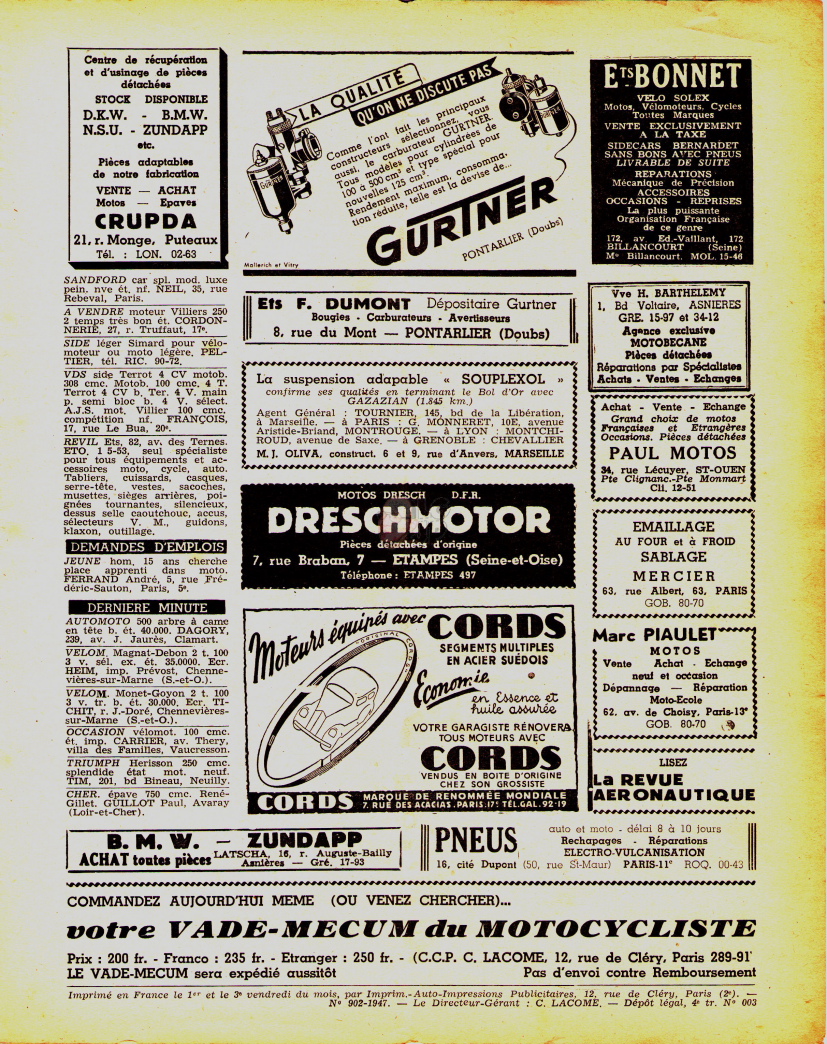 Centre de récupération
et d'usinage de pièces
détachées
STOCK DISPONIBLE
D.K.W. - B.M.W.
N.S.U. - ZUNDAPP
etc.
Pièces adaptables
de notre fabrication
VENTE — ACHAT
Motos — Epaves
CRUPDA
21, r. Monge, Puteaux
Tél. : LON. 02-63
SANDFORD car spl. mod. luxe
pein. nve ét. nf. NEIL, 35, rue
Rebeval, Paris.
A VENDRE moteur Villiers 250
2 temps très bon ét. CORDON-
NERIE, 27, r. Truffaut, 17e.
SIDE léger Simard pour vélo-
moteur ou moto légère. PEL-
TIER, tél. RIC. 90-72.
VDS side Terrot 4 CV motob.
308 cmc. Motob. 100 cmc. 4 T.
Terrot 4 CV b. Ter. 4 V. main
p. semi bloc b. 4 V. sélect.
A.J.S. mot. Villier 100 cmc.
compétition nf. FRANÇOIS,
17, rue Le Bua, 20e.
REVIL Ets, 82, av. des Ternes.
ETO. 1 5-53, seul spécialiste
pour tous équipements et ac-
cessoires moto, cycle, auto.
Tabliers, cuissards, casques,
serre-tête, vestes, sacoches,
musettes, sièges arrières, poi-
gnées tournantes, silencieux,
dessus selle caoutchouc, accus,
sélecteurs V. M., guidons,
klaxon, outillage.
DEMANDES D'EMPLOIS
JEUNE hom. 15 ans cherche
place apprenti dans moto.
FERRAND André, 5, rue Fré-
déric-Sauton, Paris, 5e.
DERNIERE MINUTE
AUTOMOTO 500 arbre à came
en tête b. ét. 40.000. DAGORY,
239, av. J. Jaurès, Clamart.
VELOM. Magnat-Debon 2 t. 100
3 v. sél. ex. ét. 35.0000. Ecr.
HEIM, imp. Prévost, Chenne-
vières-sur-Marne (S.-et-O.).
VELOM. Monet-Goyon 2 t. 100
3 v. tr. b. ét. 30.000. Ecr. TI-
CHIT, r. J.-Doré, Chennevières-
sur-Marne (S.-et-O.).
OCCASION vélomot. 100 cmc.
ét. imp. CARRIER, av. Thery,
villa des Familles, Vaucresson.
TRIUMPH Herisson 250 cmc.
splendide état mot. neuf.
TIM, 201, bd Bineau, Neuilly.
CHER. épave 750 cmc. René-
Gillet. GUILLOT Paul, Avaray
(Loir-et-Cher).
LA QUALITÉ
QU'ON NE DISCUTE PAS
Comme l'ont fait les principaux
constructeurs sélectionnez, vous
aussi, le carburateur GURTNER.
Tous modèles pour cylindrées de
100 à 500 cm³ et type spécial pour
nouvelles 125 cm³.
Rendement maximum, consomma-
tion réduite, telle est la devise de...
GURTNER
GURTNER
PONTARLIER (Doubs)
Mallerich et Vitry
Ets F. DUMONT Dépositaire Gurtner
Bougies - Carburateurs - Avertisseurs
8, rue du Mont — PONTARLIER (Doubs)
La suspension adapable « SOUPLEXOL »
confirme ses qualités en terminant le Bol d'Or avec
GAZAZIAN (1.845 km.)
Agent Général : TOURNIER, 145, bd de la Libération,
à Marseille. — à PARIS : G. MONNERET, 10E, avenue
Aristide-Briand, MONTROUGE. — à LYON : MONTCHI-
ROUD, avenue de Saxe. — à GRENOBLE : CHEVALLIER
M. J. OLIVA, construct. 6 et 9, rue d'Anvers, MARSEILLE
MOTOS DRESCH D.F.R.
DRESCHMOTOR
Pièces détachées d'origine
7, rue Braban, 7 — ETAMPES (Seine-et-Oise)
Téléphone : ETAMPES 497
Moteurs équipés avec CORDS
ORIGINAL CORDS
SEGMENTS MULTIPLES
EN ACIER SUÉDOIS
Économie
en Essence et
huile assurée
VOTRE GARAGISTE RÉNOVERA
TOUS MOTEURS AVEC
CORDS
VENDUS EN BOITE D'ORIGINE
CHEZ SON GROSSISTE
CORDS MARQUE DE RENOMMÉE MONDIALE
7. RUE DES ACACIAS. PARIS. 17e TÉL. GAL. 92-19
ETS BONNET
VELO SOLEX
Motos, Vélomoteurs, Cycles
Toutes Marques
VENTE EXCLUSIVEMENT
A LA TAXE
SIDECARS BERNARDET
SANS BONS AVEC PNEUS
LIVRABLE DE SUITE
REPARATIONS
Mécanique de Précision
ACCESSOIRES
OCCASIONS - REPRISES
La plus puissante
Organisation Française
de ce genre
172, av. Ed.-Vaillant, 172
BILLANCOURT (Seine)
Mo Billancourt. MOL. 15-46
Vve H. BARTHELEMY
1, Bd Voltaire, ASNIERES
GRE. 15-97 et 34-12
Agence exclusive
MOTOBECANE
Pièces détachées
Réparations par Spécialistes
Achats - Ventes - Echanges
Achat - Vente - Echange
Grand choix de motos
Françaises et Etrangères
Occasions. Pièces détachées
PAUL MOTOS
34, rue Lécuyer, ST-OUEN
Pte Clignanc.-Pte Monmart
Cli. 12-51
EMAILLAGE
AU FOUR et à FROID
SABLAGE
MERCIER
63, rue Albert, 63, PARIS
GOB. 80-70
Marc PIAULET
MOTOS
Vente Achat - Echange
neuf et occasion
Dépannage — Réparation
Moto-Ecole
62. av. de Choisy, Paris-13e
GOB. 80-70
LISEZ
La REVUE
AERONAUTIQUE
B. M. W. — ZUNDAPP
ACHAT toutes pièces LATSCHA, 16, r. Auguste-Bailly
Asnières — Gré. 17-93
PNEUS
auto et moto - délai 8 à 10 jours
Rechapages - Réparations
ELECTRO-VULCANISATION
16, cité Dupont (50, rue St-Maur) PARIS-11e ROQ. 00-43
COMMANDEZ AUJOURD'HUI MEME (OU VENEZ CHERCHER)...
votre VADE-MECUM du MOTOCYCLISTE
Prix : 200 fr. - Franco : 235 fr. - Etranger : 250 fr. - (C.C.P. C. LACOME, 12, rue de Cléry, Paris 289-91
LE VADE-MECUM sera expédié aussitôt Pas d'envoi contre Remboursement
Imprimé en France le 1er et le 3e vendredi du mois, par Imprim.-Auto-Impressions Publicitaires, 12, rue de Cléry, Paris (2e). —
No 902-1947. — Le Directeur-Gérant : C. LACOME. — Dépôt légal, 4e tr. No 003